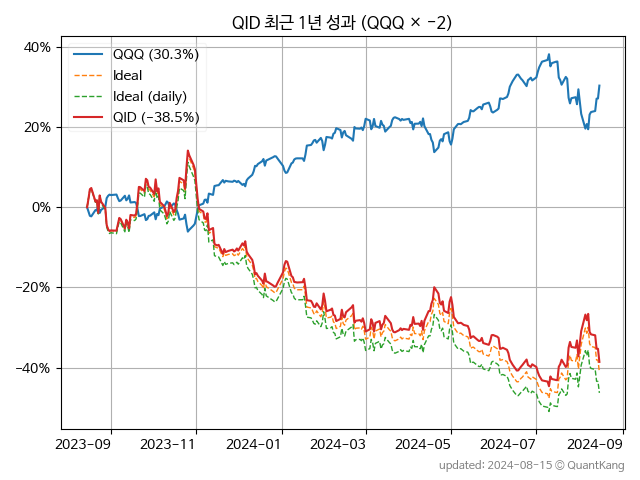 QID 최근 1년 성과 (QQQ × −2)
40%
20%
0%
−20%
−40%
QQQ (30.3%)
Ideal
Ideal (daily)
QID (−38.5%)
2023−09
2023−11
2024−01
2024−03
2024−05
2024−07
2024−09
updated: 2024−08−15 © QuantKang